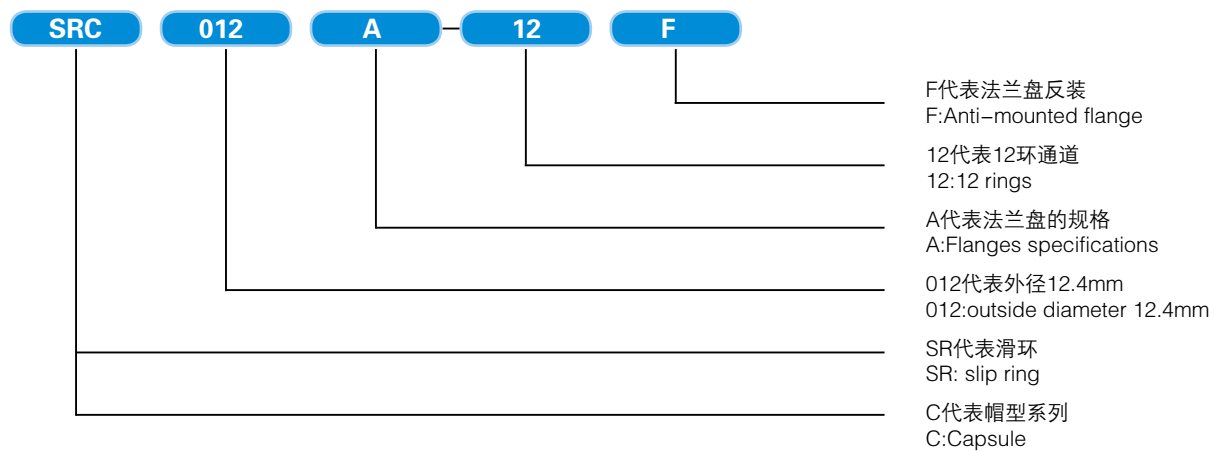 SRC 012 A-12 F
F代表法兰盘反装
F:Anti-mounted flange
12代表12环通道
12:12 rings
A代表法兰盘的规格
A:Flanges specifications
012代表外径12.4mm
012:outside diameter 12.4mm
SR代表滑环
SR: slip ring
C代表帽型系列
C:Capsule